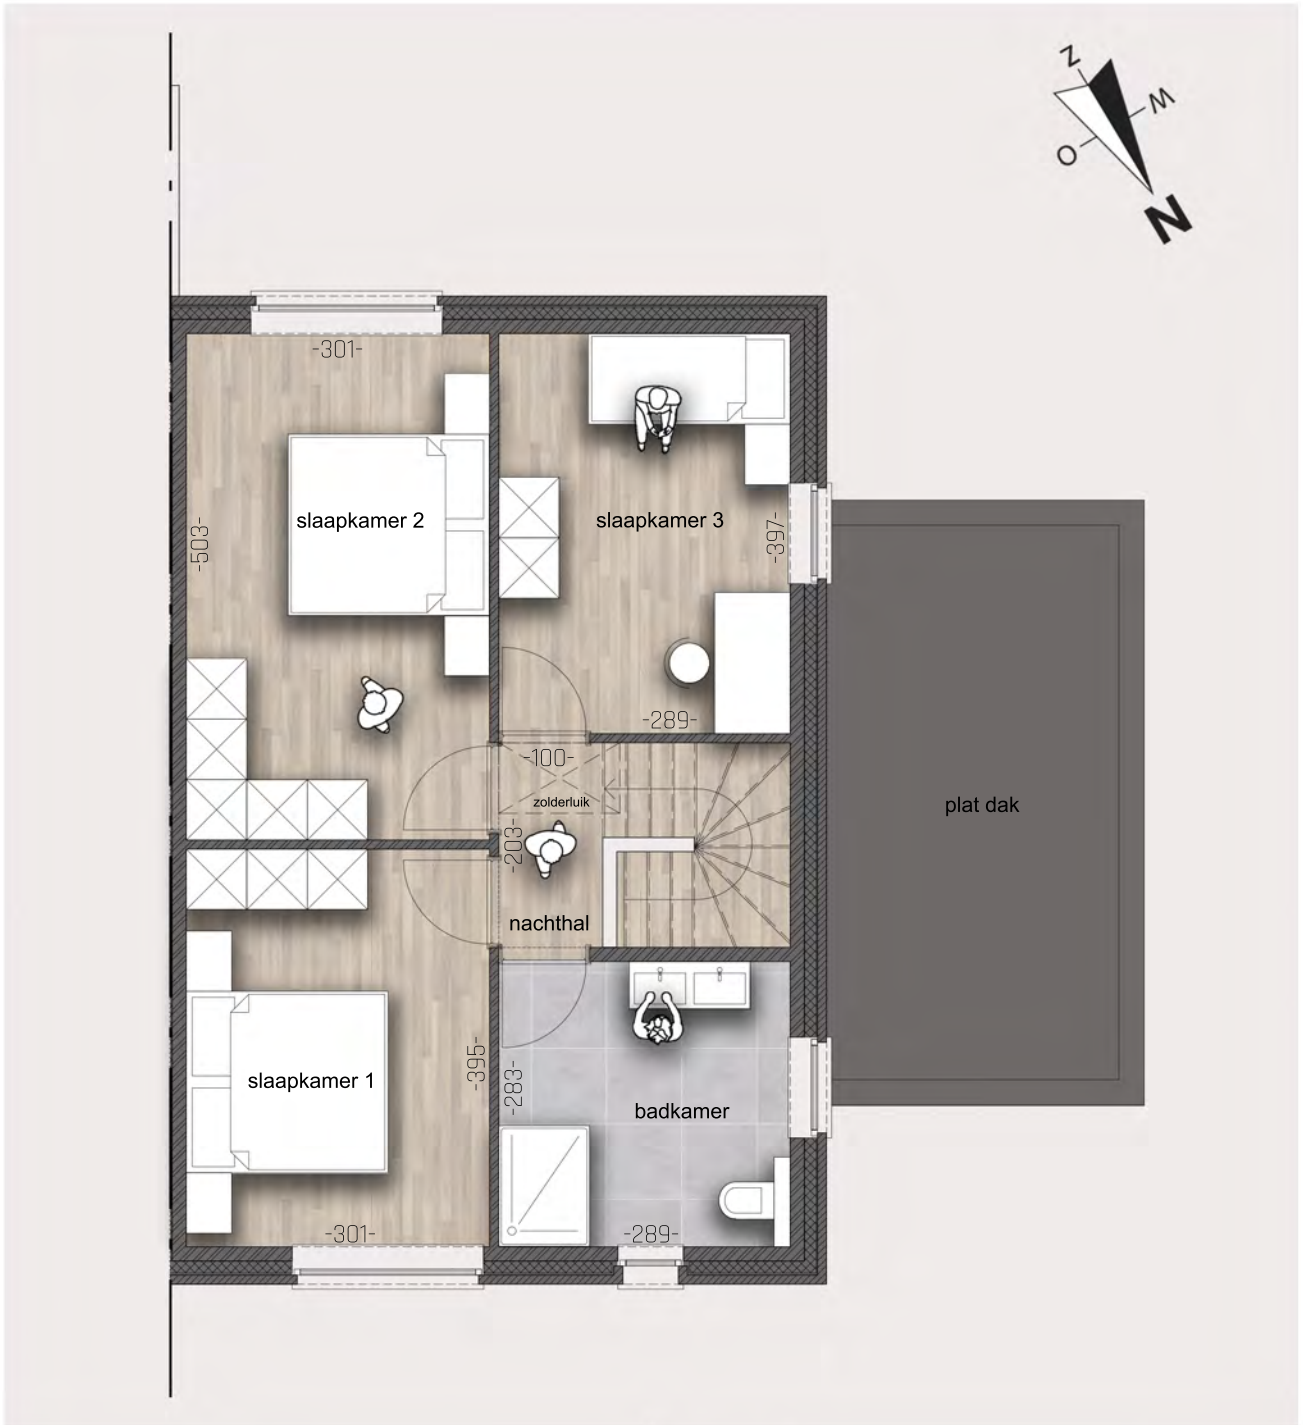 Z
W
O
N
-301-
slaapkamer 2
slaapkamer 3
-503-
-397-
-289-
-100-
zolderluik
-203-
plat dak
nachthal
-395-
slaapkamer 1
-283-
badkamer
-301-
-289-